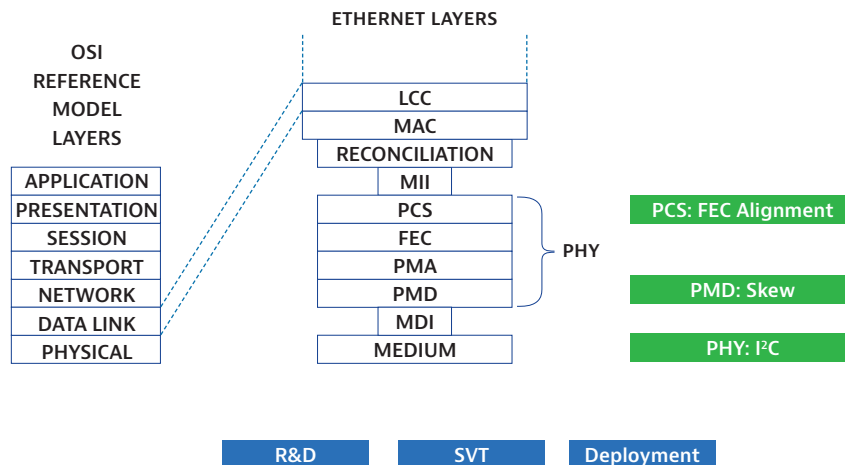 ETHERNET LAYERS
OSI
REFERENCE
MODEL
LAYERS
LCC
MAC
RECONCILIATION
MII
PCS
FEC
PMA
PMD
MDI
MEDIUM
APPLICATION
PRESENTATION
SESSION
TRANSPORT
NETWORK
DATA LINK
PHYSICAL
PHY
PCS: FEC Alignment
PMD: Skew
PHY: I²C
R&D
SVT
Deployment